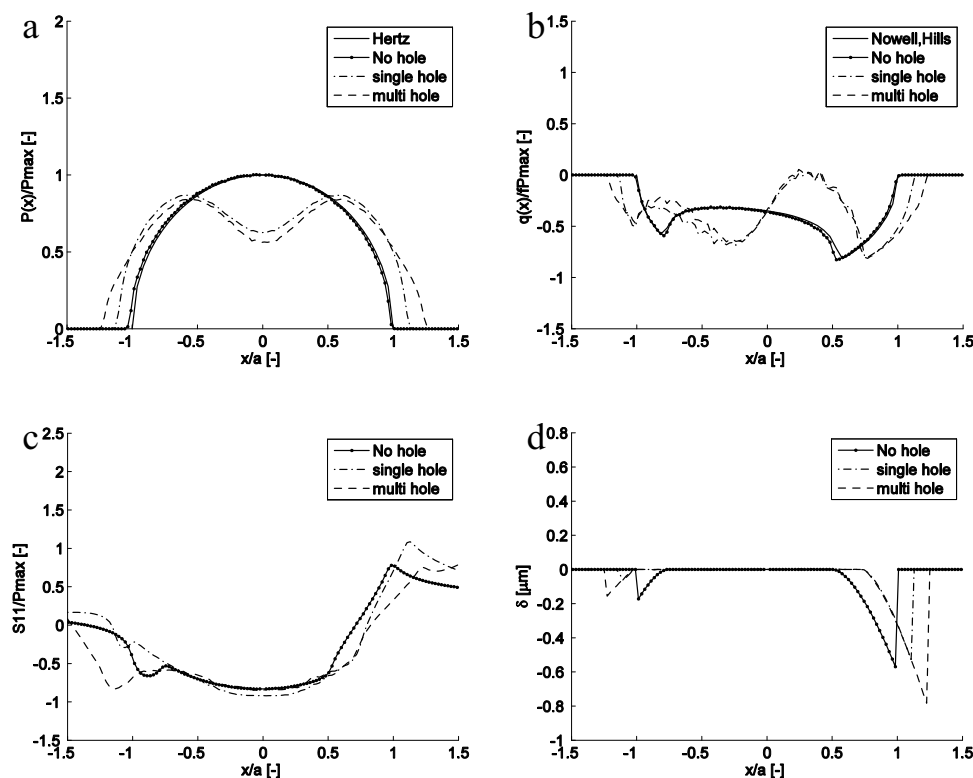 a
2
1.5
1
0.5
0
-1.5
-1
-0.5
0
0.5
1
1.5
P(x)/Pmax [-]
x/a [-]
Hertz
No hole
single hole
multi hole
b
1.5
1
0.5
0
-0.5
-1
-1.5
-1.5
-1
-0.5
0
0.5
1
1.5
q(x)/fPmax [-]
x/a [-]
Nowell,Hills
No hole
single hole
multi hole
c
2.5
2
1.5
1
0.5
0
-0.5
-1
-1.5
-1.5
-1
-0.5
0
0.5
1
1.5
S11/Pmax [-]
x/a [-]
No hole
single hole
multi hole
d
0.8
0.6
0.4
0.2
0
-0.2
-0.4
-0.6
-0.8
-1
-1.5
-1
-0.5
0
0.5
1
1.5
δ [μm]
x/a [-]
No hole
single hole
multi hole